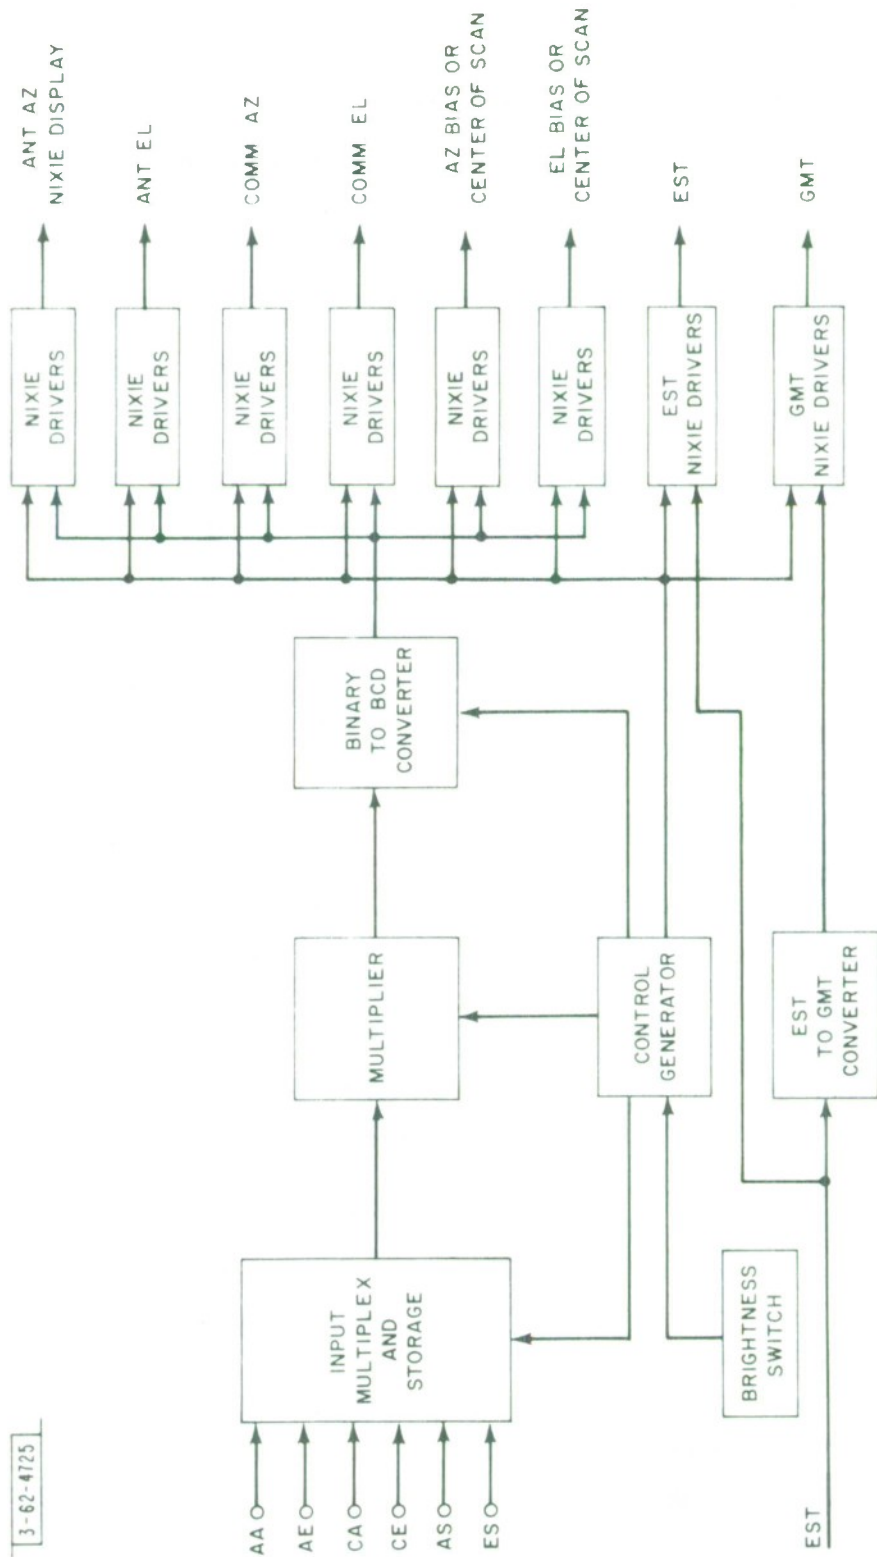 3-62-4725
AA
AE
CA
CE
AS
ES
INPUT
MULTIPLEX
AND
STORAGE
MULTIPLIER
BINARY
TO BCD
CONVERTER
BRIGHTNESS
SWITCH
CONTROL
GENERATOR
EST
EST
TO GMT
CONVERTER
NIXIE
DRIVERS
ANT AZ
NIXIE DISPLAY
NIXIE
DRIVERS
ANT EL
NIXIE
DRIVERS
COMM AZ
NIXIE
DRIVERS
COMM EL
NIXIE
DRIVERS
AZ BIAS OR
CENTER OF SCAN
NIXIE
DRIVERS
EL BIAS OR
CENTER OF SCAN
EST
NIXIE DRIVERS
EST
GMT
NIXIE DRIVERS
GMT